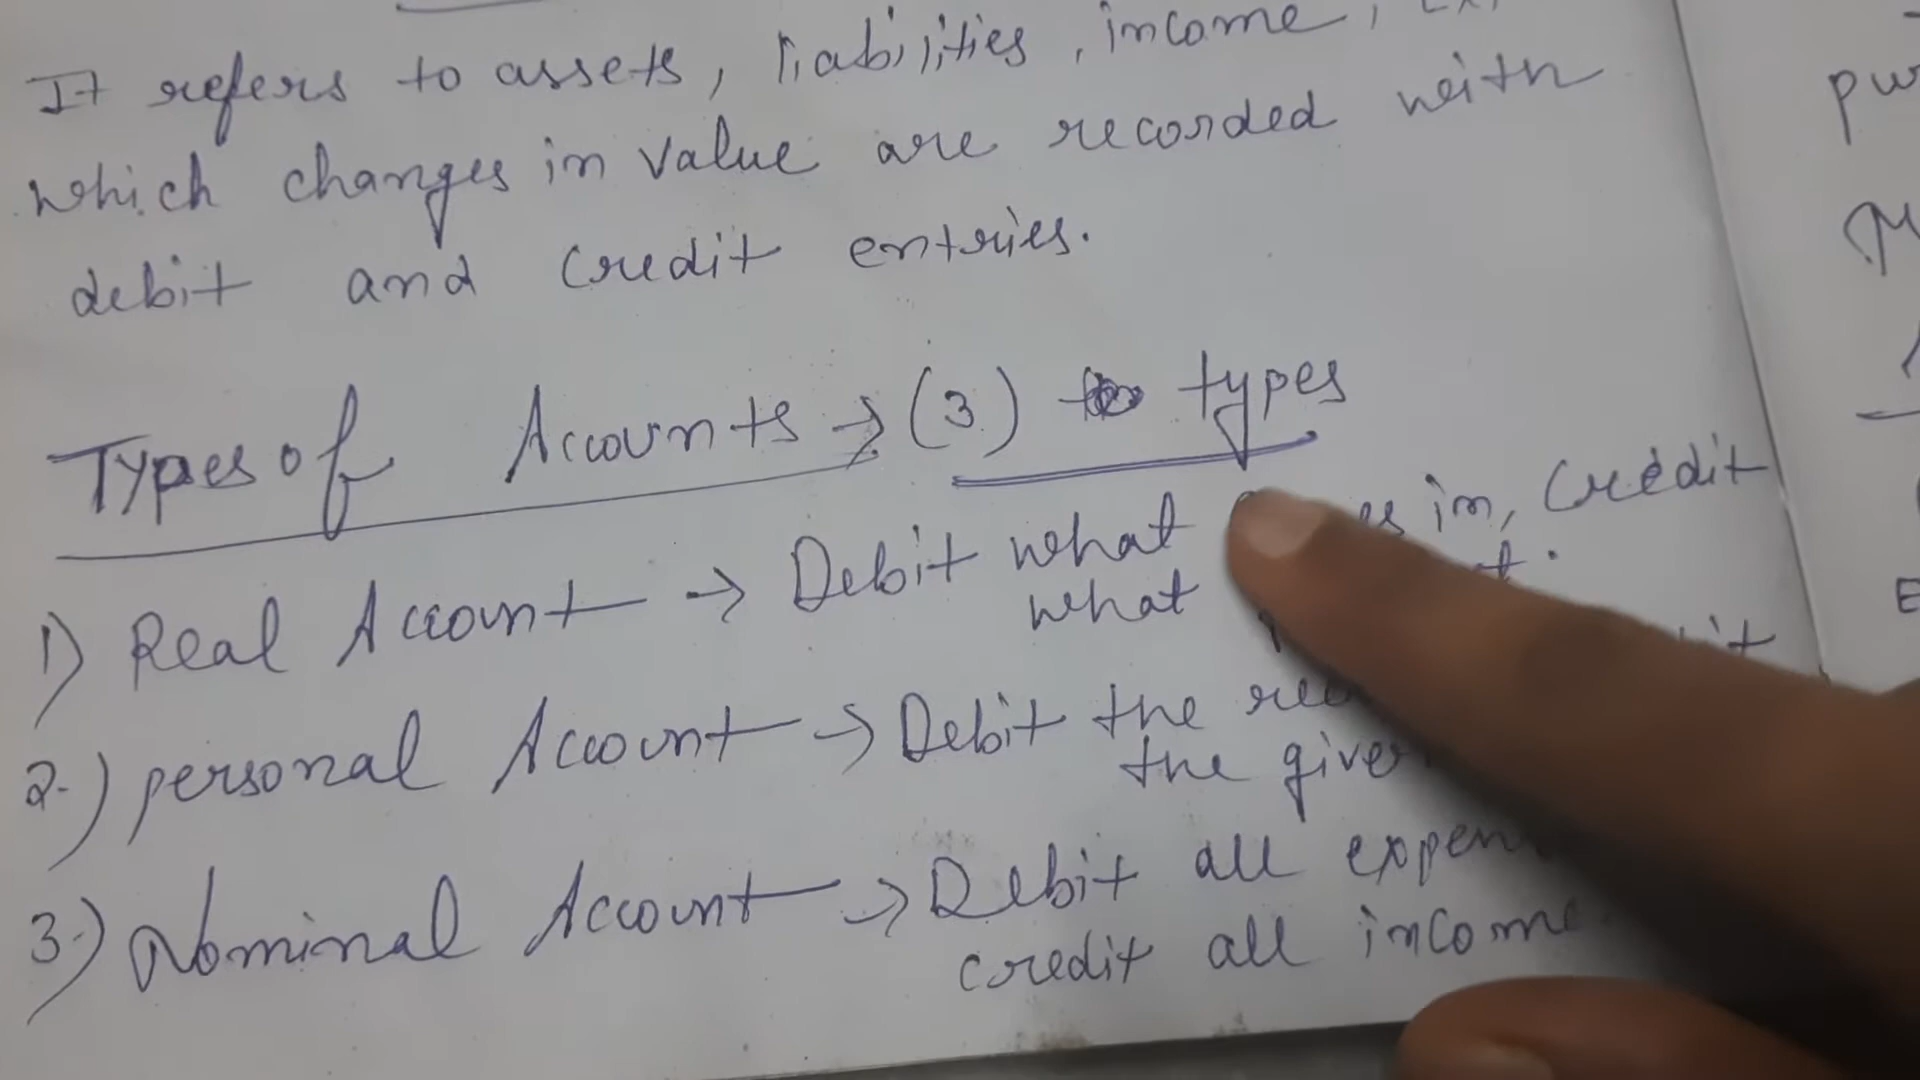 It refers to assets, liabilities, income,
which changes in value are recorded with
debit and credit entries.
Types of Accounts → (3) types
1) Real Account → Debit what in, Credit
what
2.) personal Account → Debit the
the giver
3.) Nominal Account → Debit all
credit all income